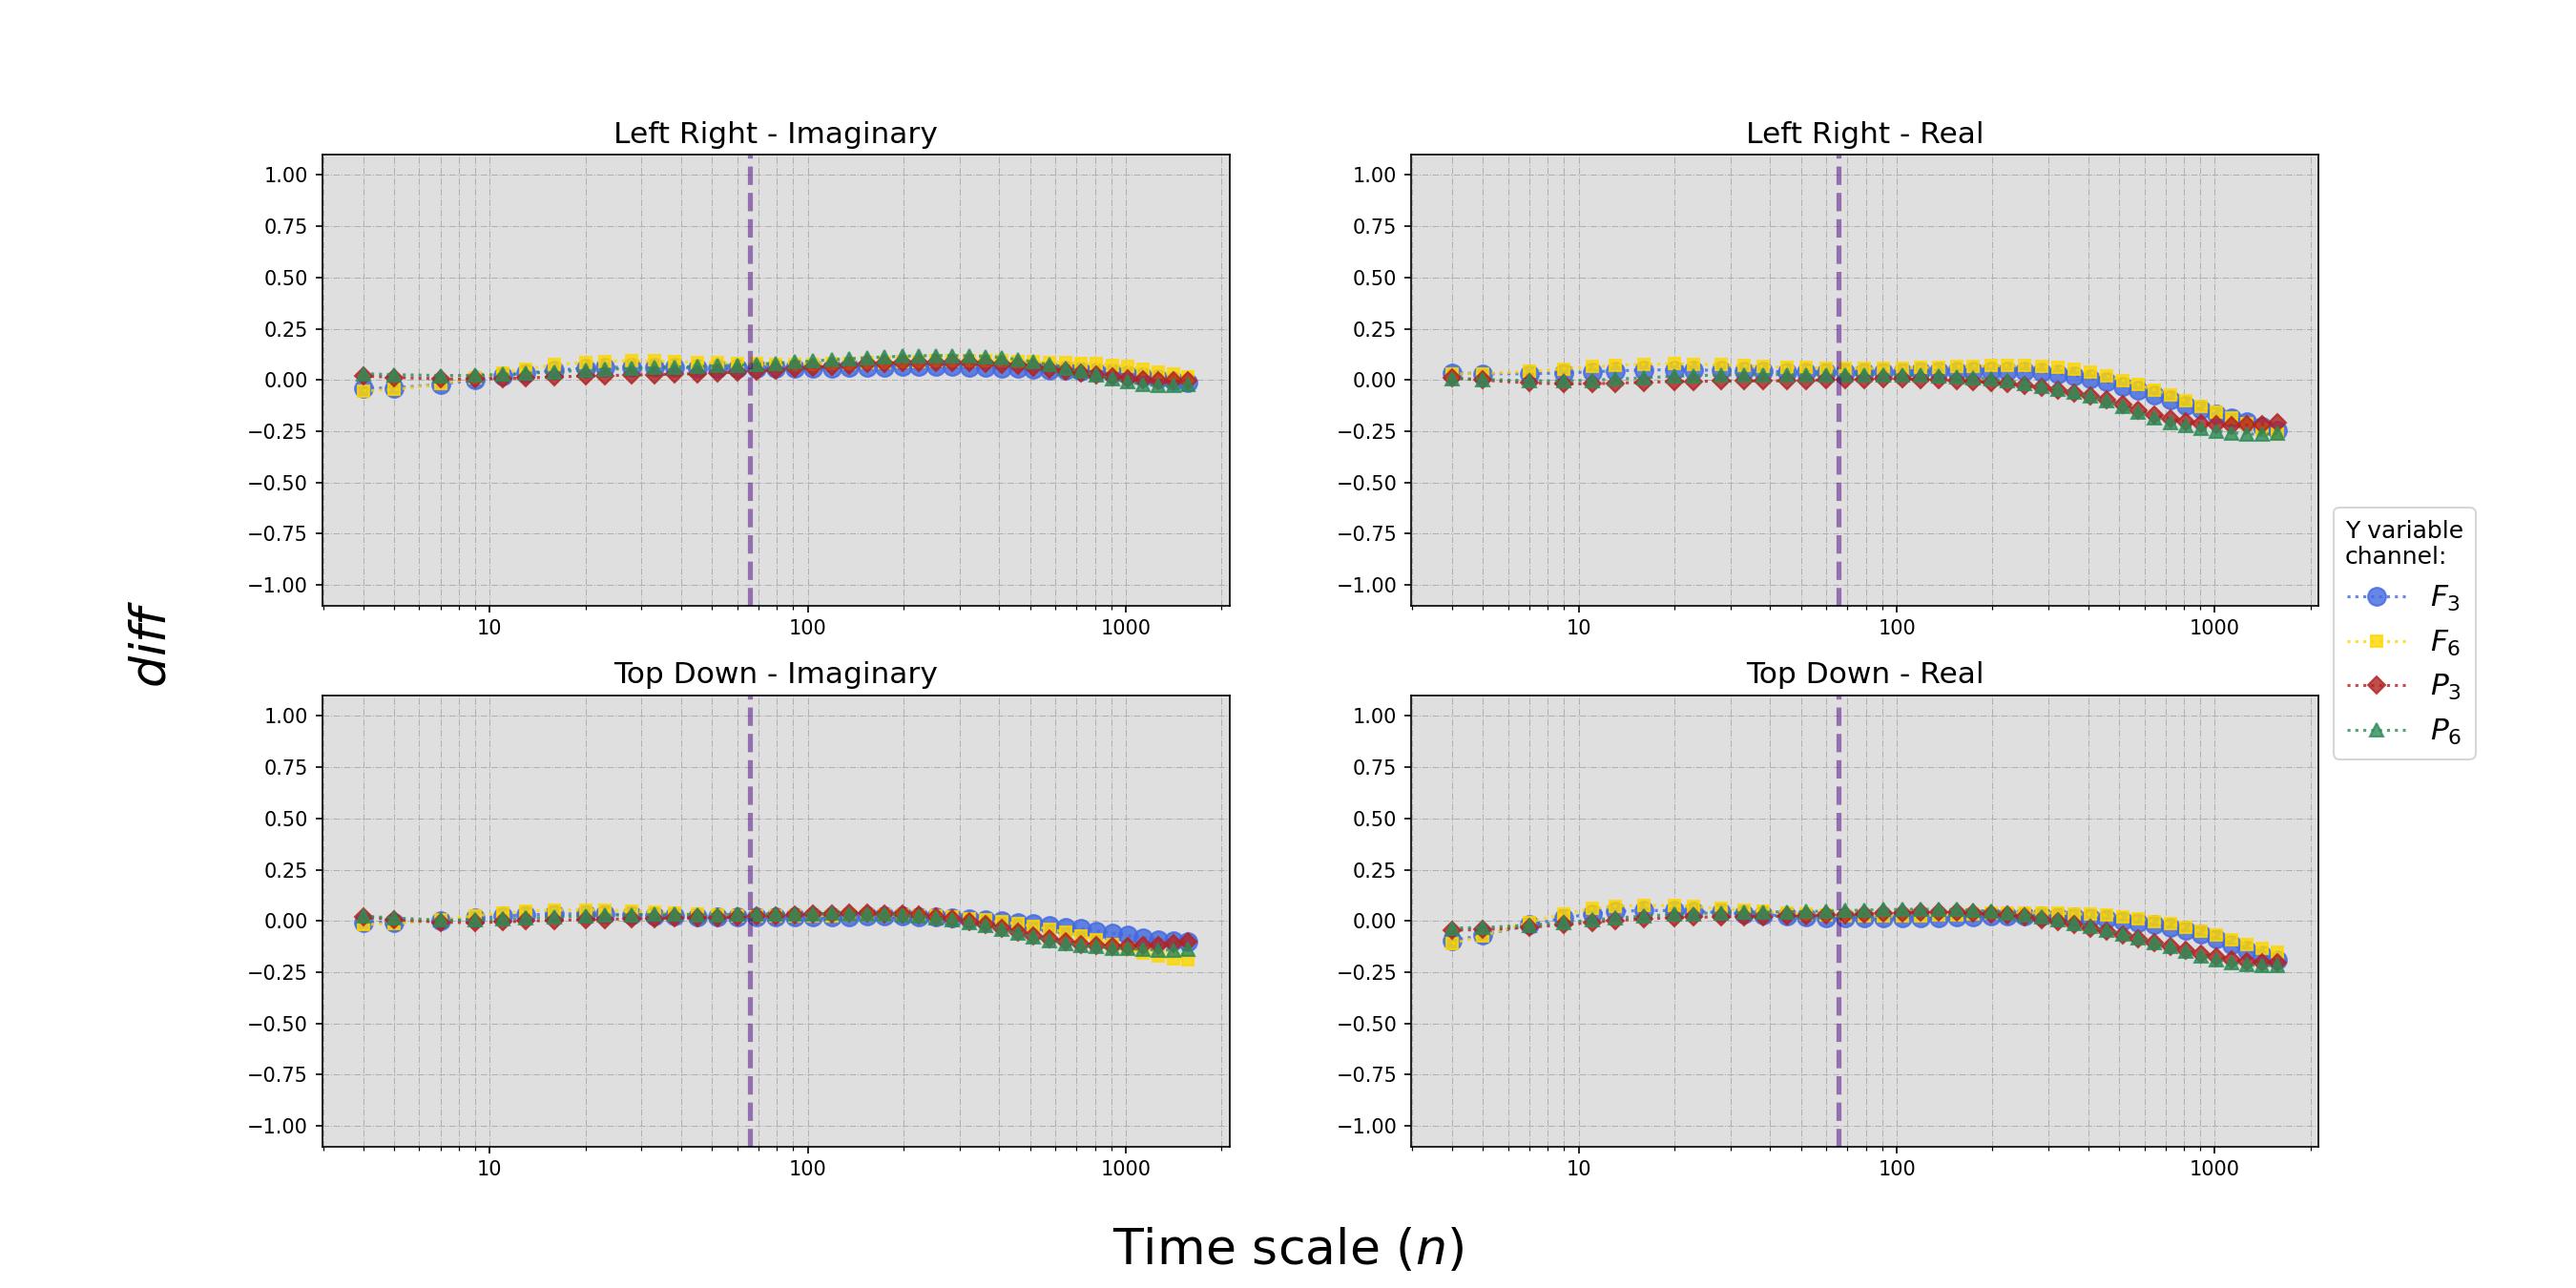 Left Right - Imaginary
Left Right - Real
1.00
0.75
0.50
0.25
0.00
−0.25
−0.50
−0.75
−1.00
10 100 1000
1.00
0.75
0.50
0.25
0.00
−0.25
−0.50
−0.75
−1.00
10 100 1000
Top Down - Imaginary
Top Down - Real
1.00
0.75
0.50
0.25
0.00
−0.25
−0.50
−0.75
−1.00
10 100 1000
1.00
0.75
0.50
0.25
0.00
−0.25
−0.50
−0.75
−1.00
10 100 1000
diff
Time scale (n)
Y variable
channel:
F3
F6
P3
P6